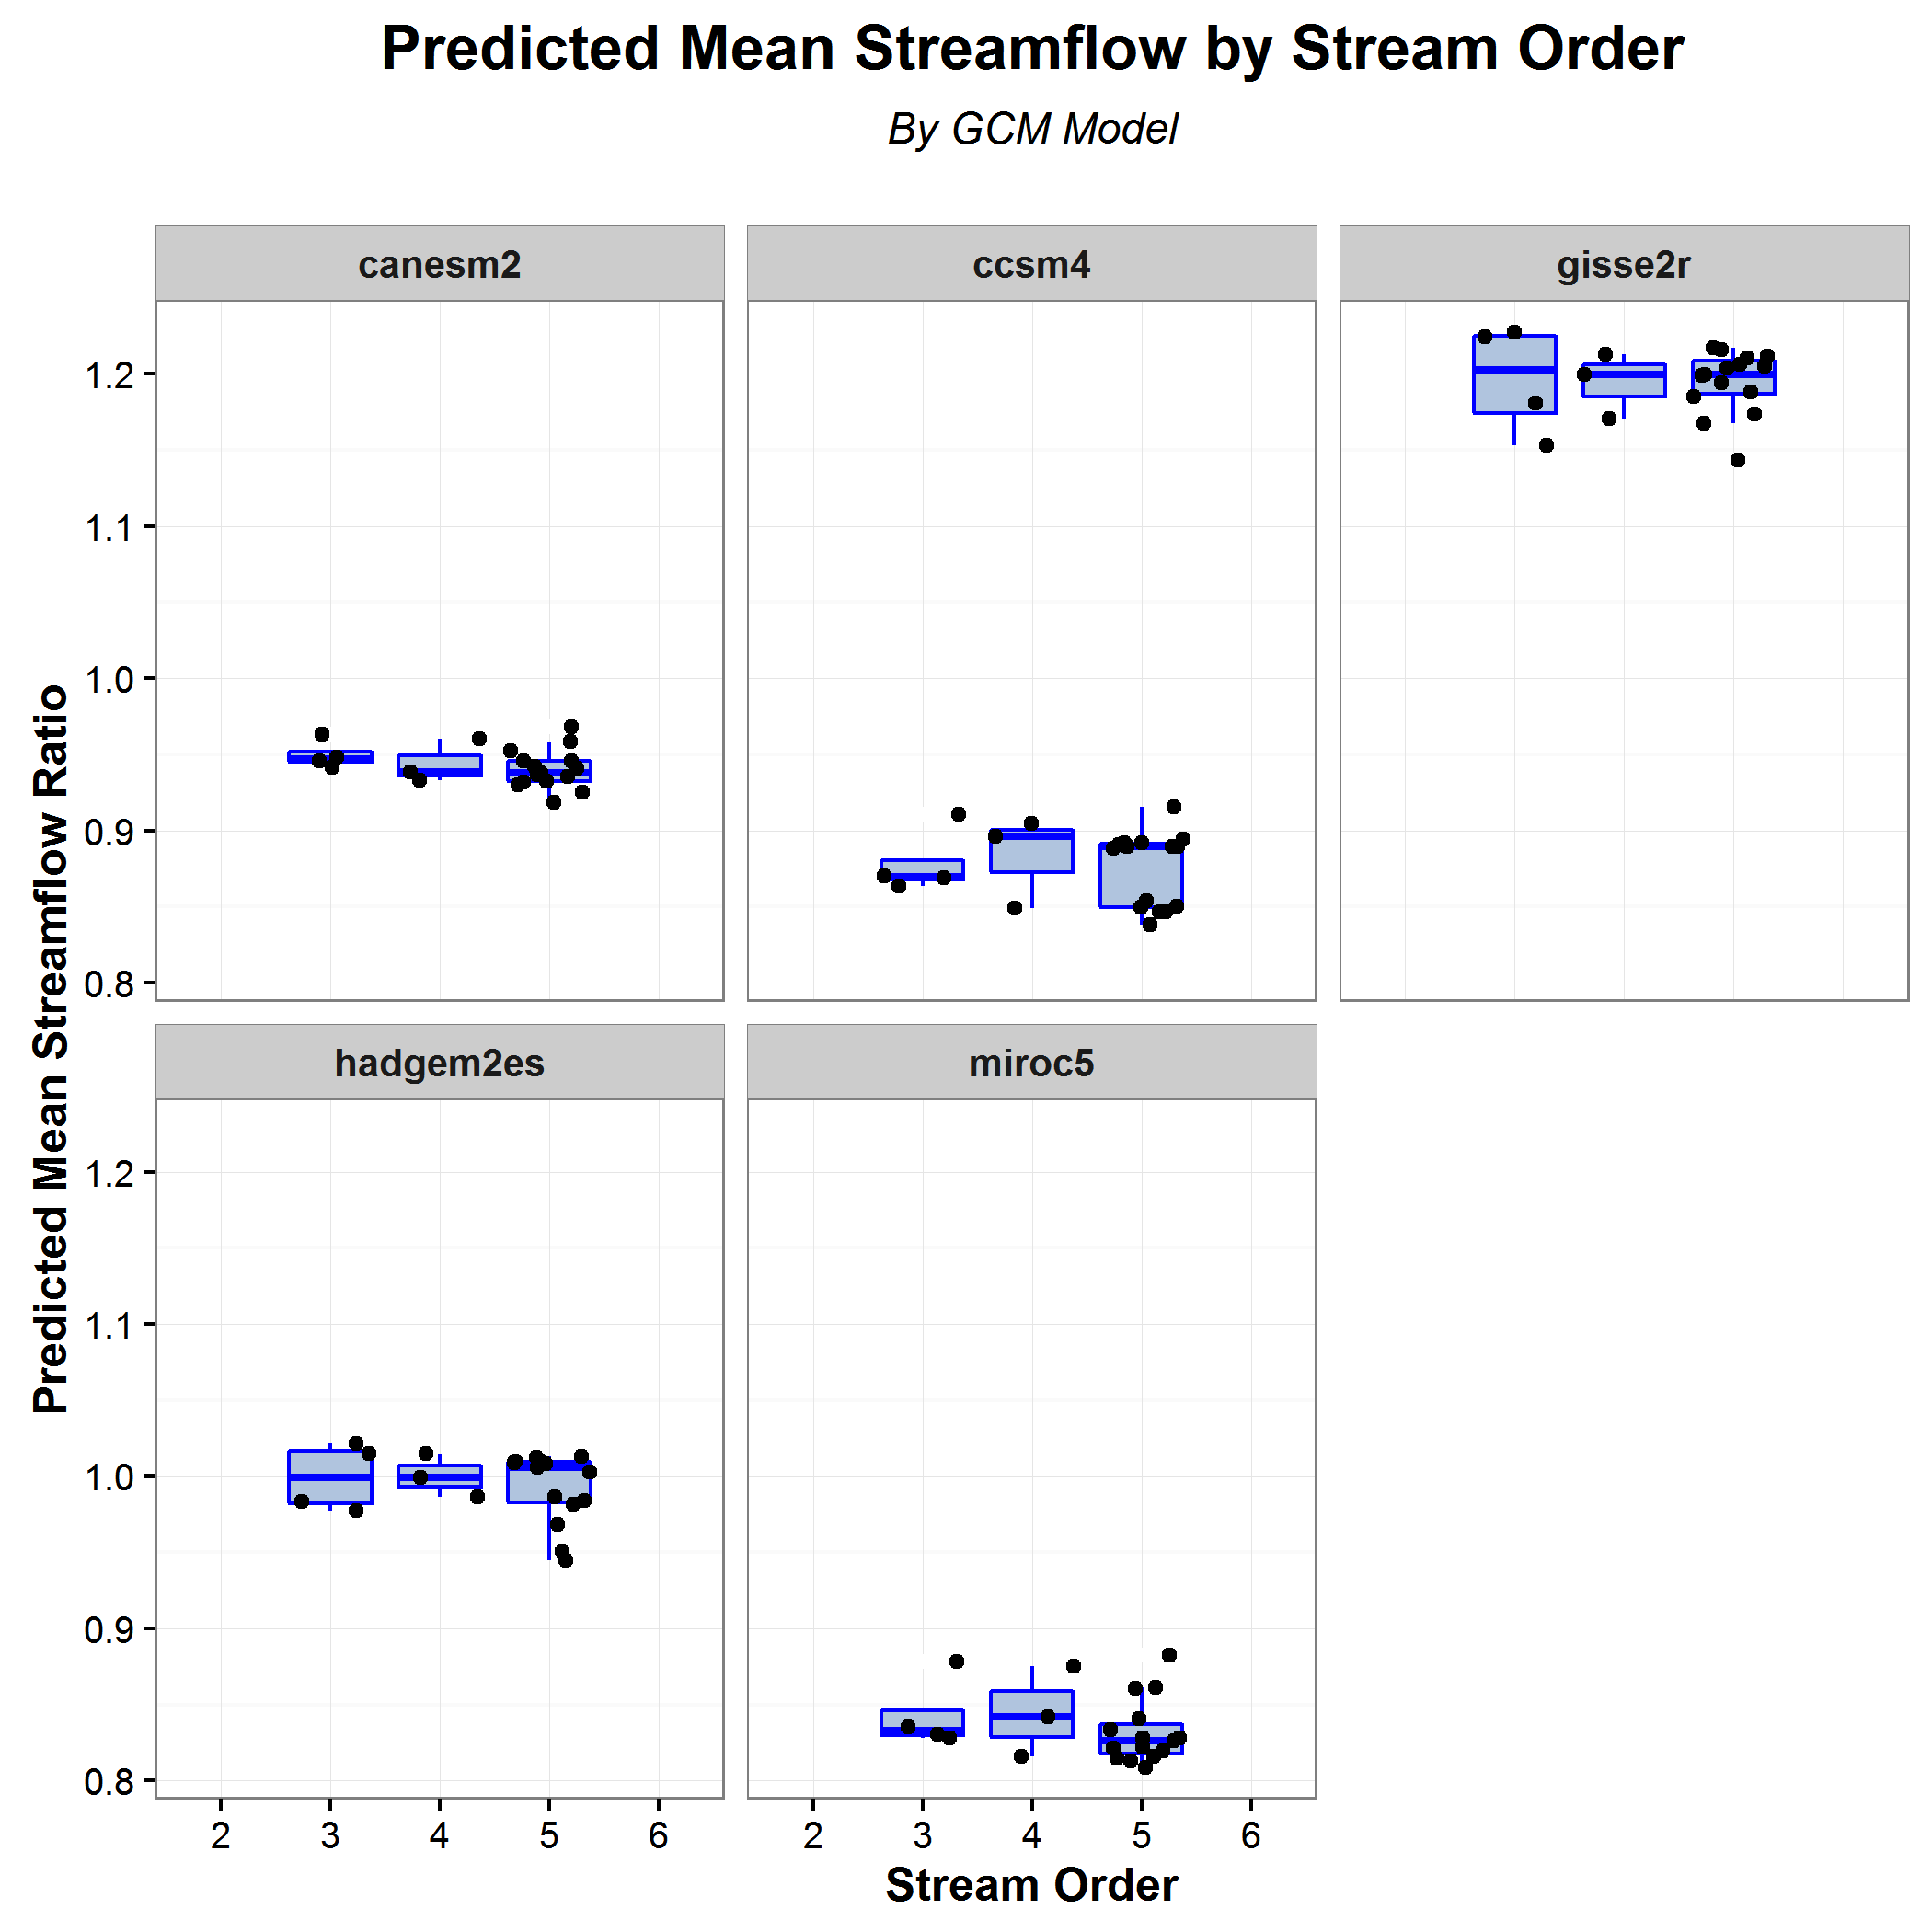 Predicted Mean Streamflow by Stream Order
By GCM Model
canesm2
ccsm4
gisse2r
1.2
1.1
1.0
0.9
0.8
Predicted Mean Streamflow Ratio
hadgem2es
miroc5
1.2
1.1
1.0
0.9
0.8
2 3 4 5 6
2 3 4 5 6
Stream Order